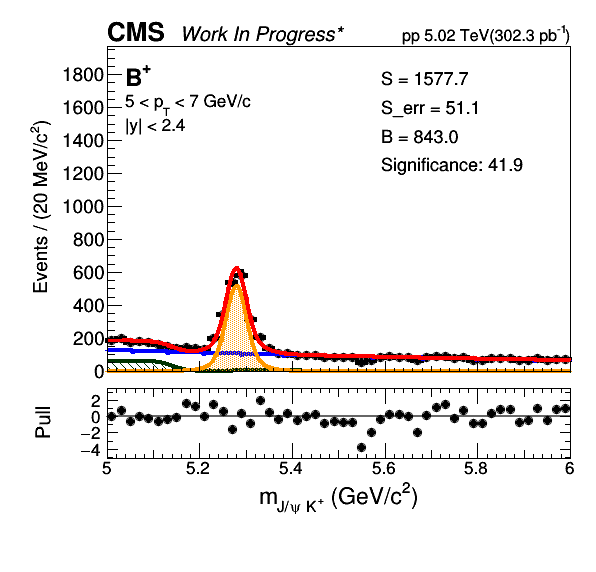 CMS Work In Progress* pp 5.02 TeV(302.3 pb⁻¹)
B⁺
5 < p_T < 7 GeV/c
|y| < 2.4
S = 1577.7
S_err = 51.1
B = 843.0
Significance: 41.9
Events / (20 MeV/c²)
1800
1600
1400
1200
1000
800
600
400
200
0
Pull
2
0
−2
−4
5 5.2 5.4 5.6 5.8 6
m_{J/ψ K⁺} (GeV/c²)